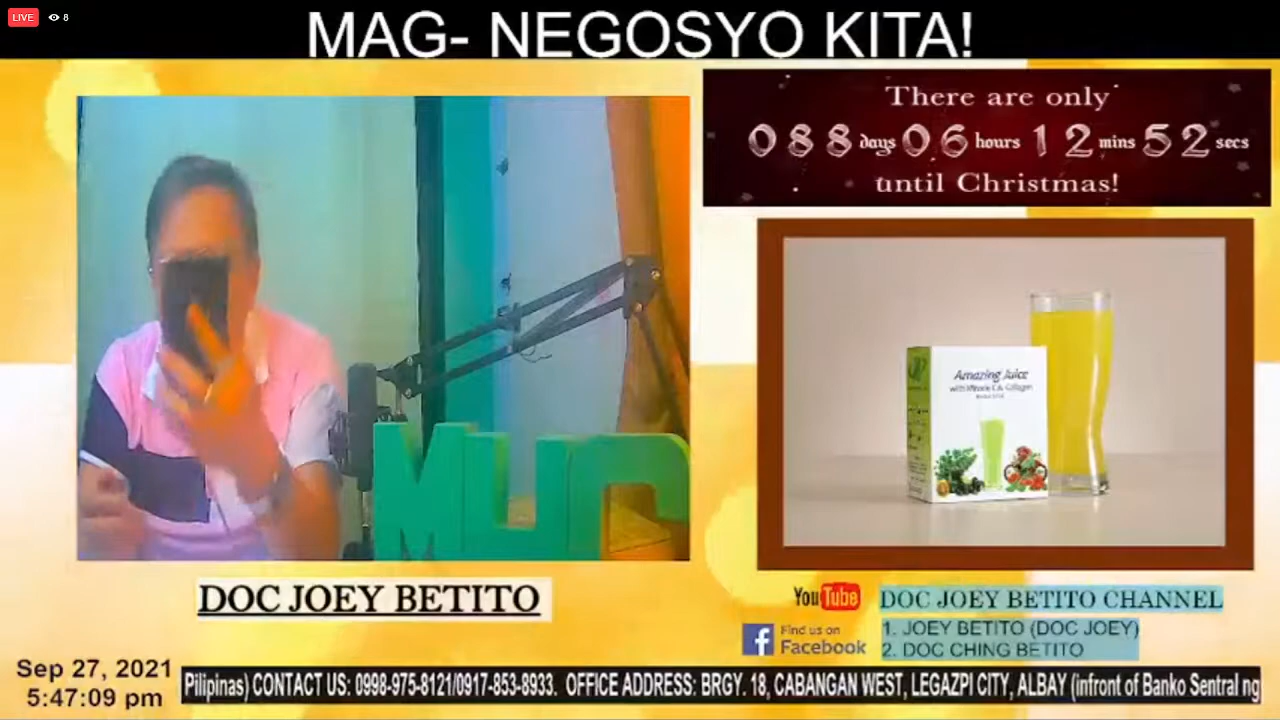 LIVE 8
MAG- NEGOSYO KITA!
There are only
088 days 06 hours 12 mins 52 secs
until Christmas!
Amazing Juice
with Vitamin C & Collagen
DOC JOEY BETITO
YouTube DOC JOEY BETITO CHANNEL
Find us on Facebook
1. JOEY BETITO (DOC JOEY)
2. DOC CHING BETITO
Sep 27, 2021
5:47:09 pm
Pilipinas) CONTACT US: 0998-975-8121/0917-853-8933. OFFICE ADDRESS: BRGY. 18, CABANGAN WEST, LEGAZPI CITY, ALBAY (infront of Banko Sentral ng